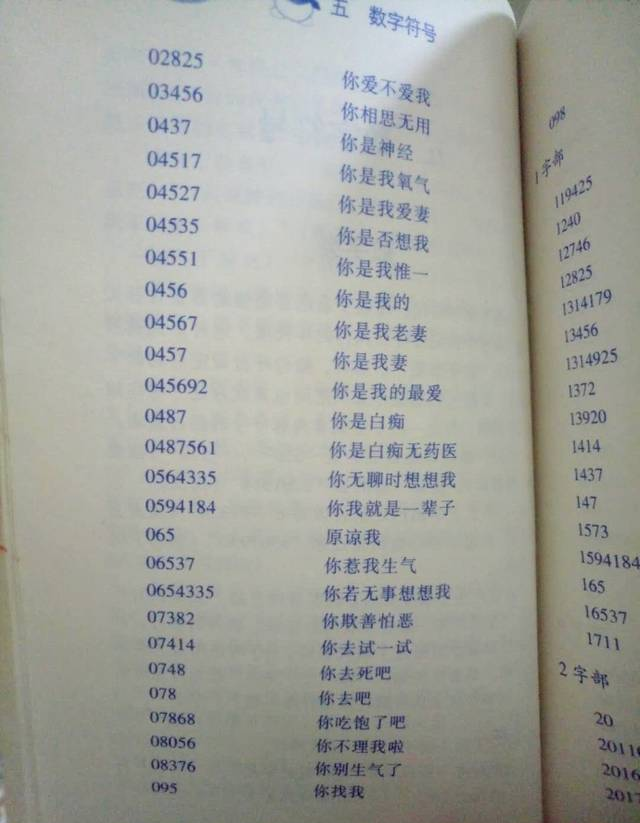 五 数字符号
02825 你爱不爱我
03456 你相思无用
0437 你是神经
04517 你是我氧气
04527 你是我爱妻
04535 你是否想我
04551 你是我惟一
0456 你是我的
04567 你是我老妻
0457 你是我妻
045692 你是我的最爱
0487 你是白痴
0487561 你是白痴无药医
0564335 你无聊时想想我
0594184 你我就是一辈子
065 原谅我
06537 你惹我生气
0654335 你若无事想想我
07382 你欺善怕恶
07414 你去试一试
0748 你去死吧
078 你去吧
07868 你吃饱了吧
08056 你不理我啦
08376 你别生气了
095 你找我
098
1字部
119425
1240
12746
12825
1314179
13456
1314925
1372
13920
1414
1437
147
1573
1594184
165
16537
1711
2字部
20
20116
2016
2017